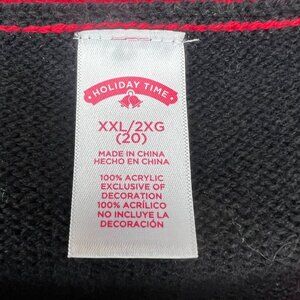 • HOLIDAY TIME •
XXL/2XG
(20)
MADE IN CHINA
HECHO EN CHINA
100% ACRYLIC
EXCLUSIVE OF
DECORATION
100% ACRÍLICO
NO INCLUYE LA
DECORACIÓN